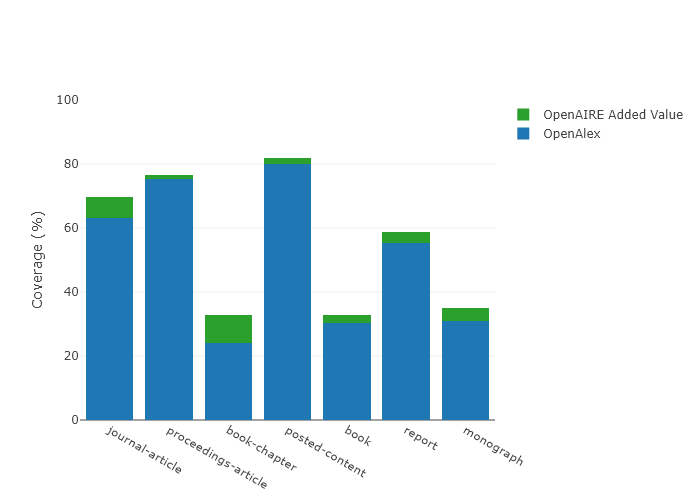 100
80
60
40
20
0
Coverage (%)
journal-article
proceedings-article
book-chapter
posted-content
book
report
monograph
OpenAIRE Added Value
OpenAlex